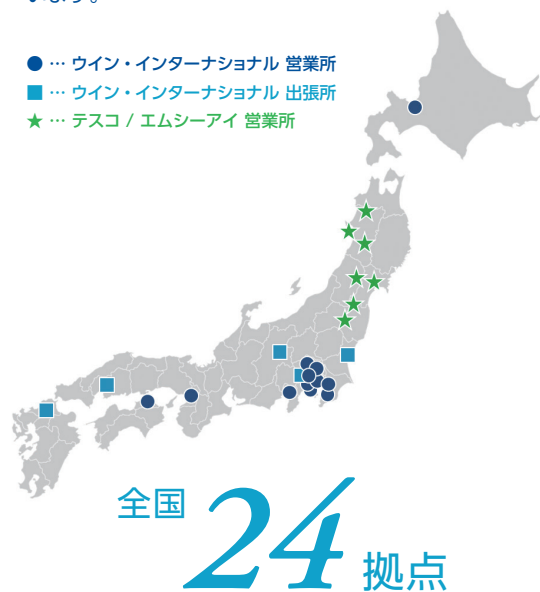 ● … ウイン・インターナショナル 営業所
■ … ウイン・インターナショナル 出張所
★ … テスコ / エムシーアイ 営業所
全国 24 拠点